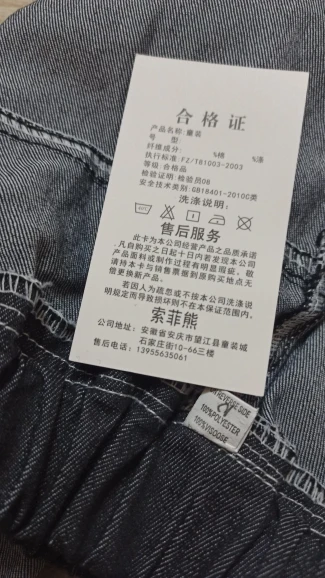 合格证
产品名称:童装
号 型:
纤维成分: %棉 %涤
执行标准:FZ/T81003-2003
等级:合格品
检验证明:检验员08
安全技术类别:GB18401-2010C类
洗涤说明:
售后服务
此卡为本公司经营产品之品质承诺
凡自购买之日起十日内若发现本公司
产品面料或制作过程有明显瑕疵，敬
请持本卡与销售票据到原购买地点无
偿更换新产品。
若因人为疏忽或不按本公司洗涤说
明规定而导致损坏则不在本保证范围内。
索菲熊
公司地址：安徽省安庆市望江县童装城
石家庄街10-66三楼
售后电话：13955635061
REVERSE SIDE
100%POLYESTER
100%VISOOSE